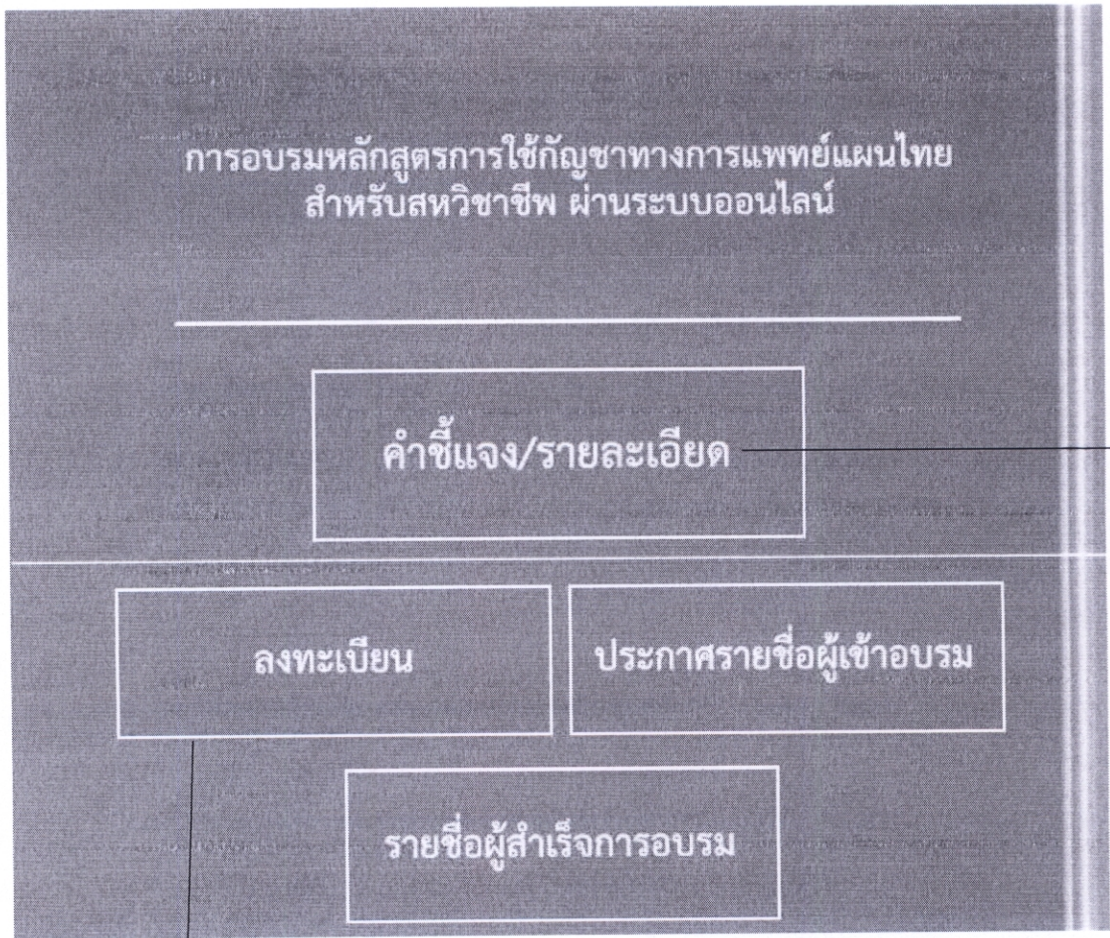 การอบรมหลักสูตรการใช้กัญชาทางการแพทย์แผนไทย
สำหรับสหวิชาชีพ ผ่านระบบออนไลน์
คำชี้แจง/รายละเอียด
ลงทะเบียน
ประกาศรายชื่อผู้เข้าอบรม
รายชื่อผู้สำเร็จการอบรม